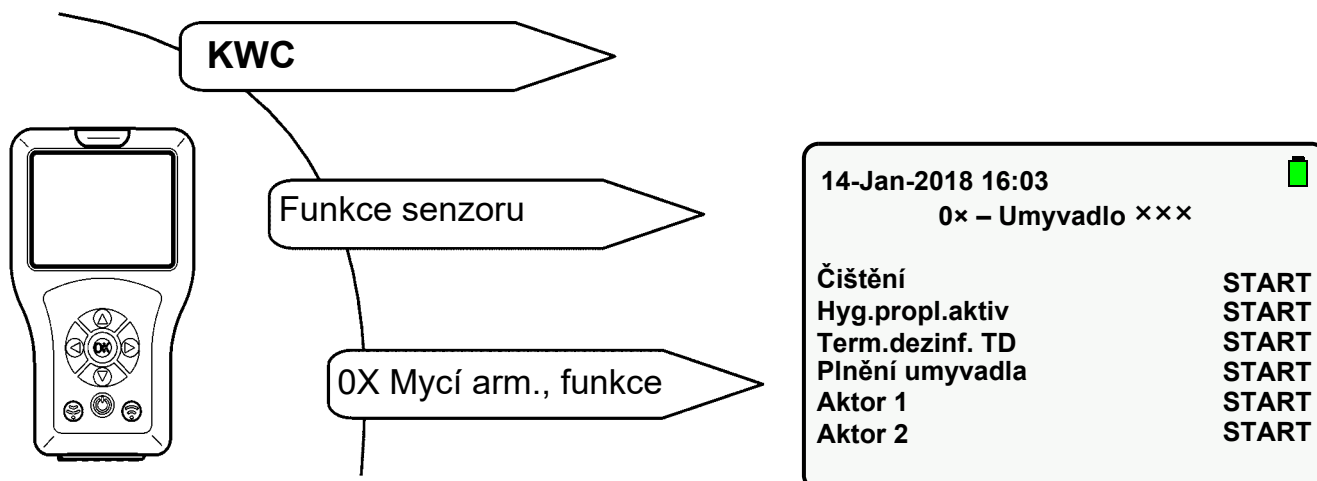 KWC
Funkce senzoru
0X Mycí arm., funkce
OK
14-Jan-2018 16:03
0× – Umyvadlo ×××
Čištění START
Hyg.propl.aktiv START
Term.dezinf. TD START
Plnění umyvadla START
Aktor 1 START
Aktor 2 START